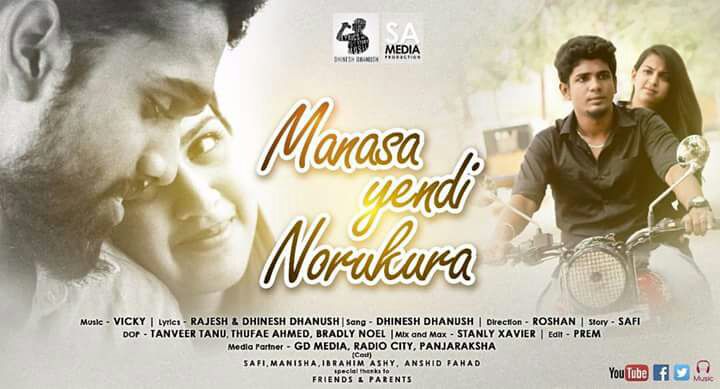 DHINESH DHANUSH
SA
MEDIA
PRODUCTION
Manasa
yendi
Norukura
Music - VICKY | Lyrics - RAJESH & DHINESH DHANUSH | Sang - DHINESH DHANUSH | Direction - ROSHAN | Story - SAFI
DOP - TANVEER TANU, THUFAE AHMED, BRADLY NOEL | Mix and Max - STANLY XAVIER | Edit - PREM
Media Partner - GD MEDIA, RADIO CITY, PANJARAKSHA
(Cast)
SAFI,MANISHA,IBRAHIM ASHY, ANSHID FAHAD
special thanks to
FRIENDS & PARENTS
YouTube
Music